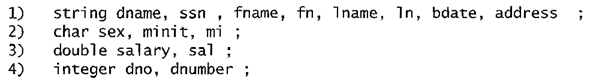 1) string dname, ssn , fname, fn, lname, ln, bdate, address ;
2) char sex, minit, mi ;
3) double salary, sal ;
4) integer dno, dnumber ;